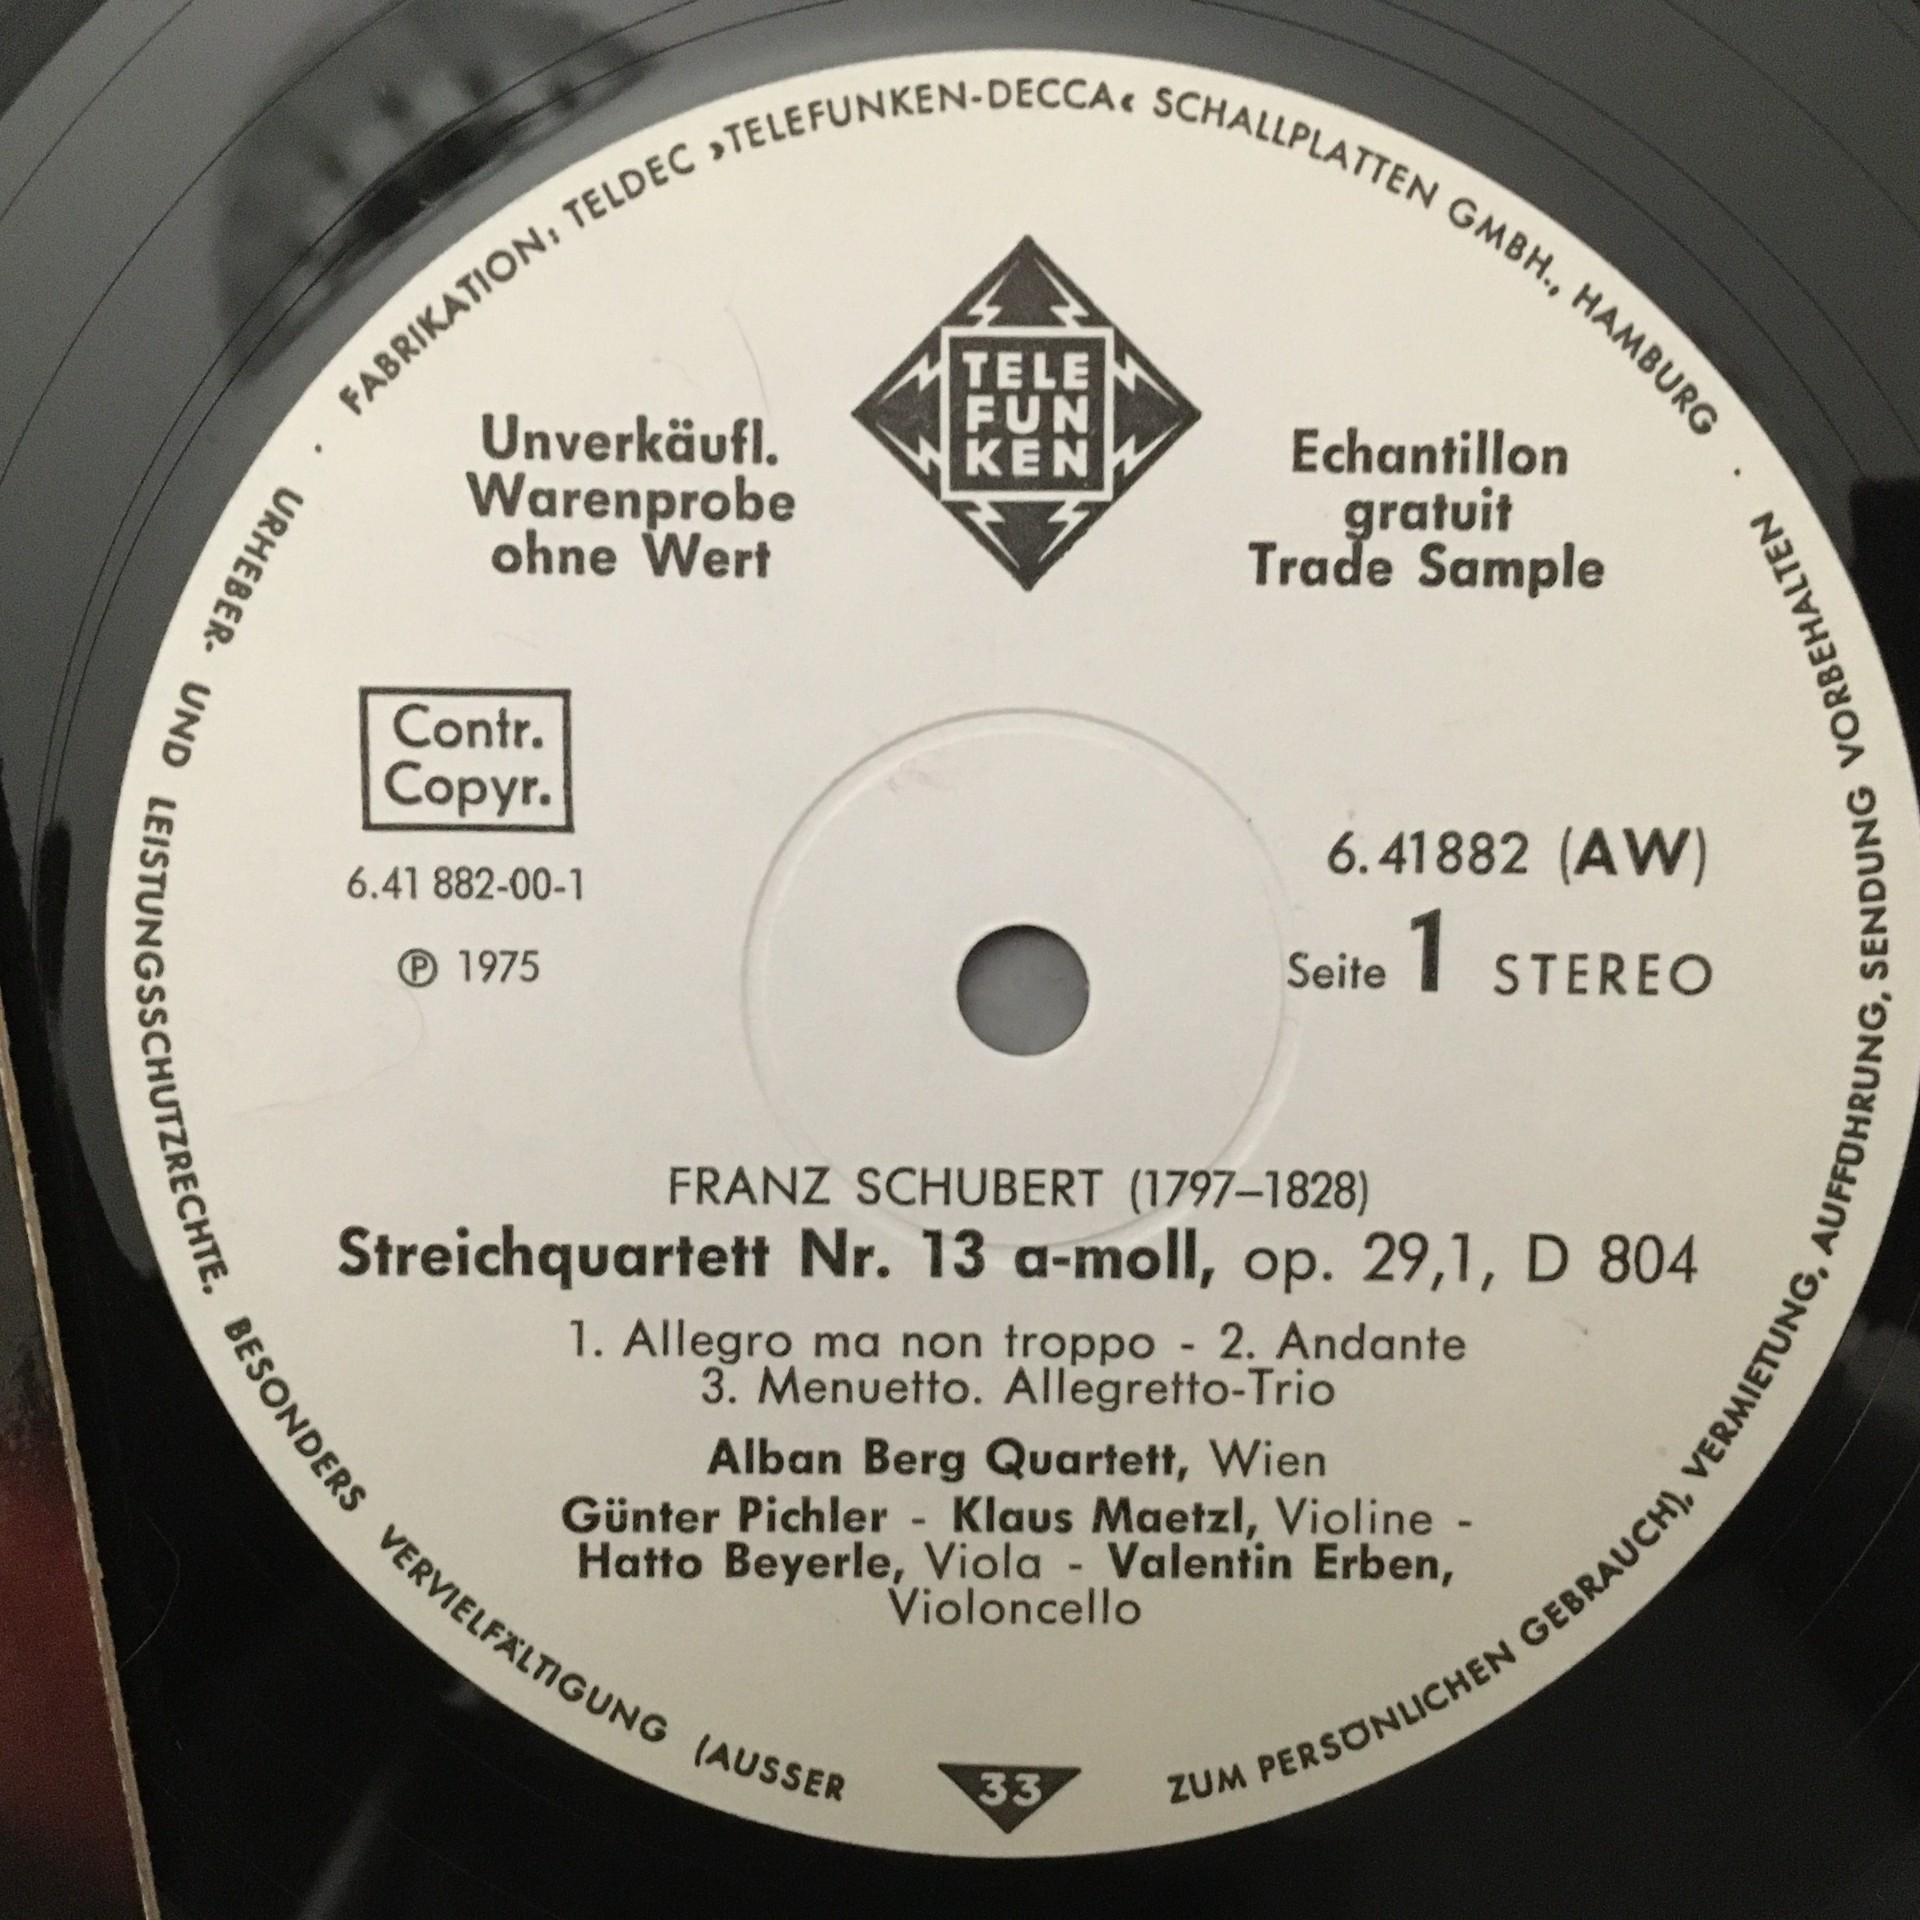 FABRIKATION: TELDEC »TELEFUNKEN-DECCA« SCHALLPLATTEN GMBH., HAMBURG ·
TELE
FUN
KEN
Unverkäufl.
Warenprobe
ohne Wert
Echantillon
gratuit
Trade Sample
Contr.
Copyr.
6.41 882-00-1
℗ 1975
6.41882 (AW)
Seite 1 STEREO
FRANZ SCHUBERT (1797–1828)
Streichquartett Nr. 13 a-moll, op. 29,1, D 804
1. Allegro ma non troppo - 2. Andante
3. Menuetto. Allegretto-Trio
Alban Berg Quartett, Wien
Günter Pichler - Klaus Maetzl, Violine -
Hatto Beyerle, Viola - Valentin Erben,
Violoncello
33
· URHEBER- UND LEISTUNGSSCHUTZRECHTE. BESONDERS VERVIELFÄLTIGUNG (AUSSER ZUM PERSÖNLICHEN GEBRAUCH), VERMIETUNG, AUFFÜHRUNG, SENDUNG VORBEHALTEN